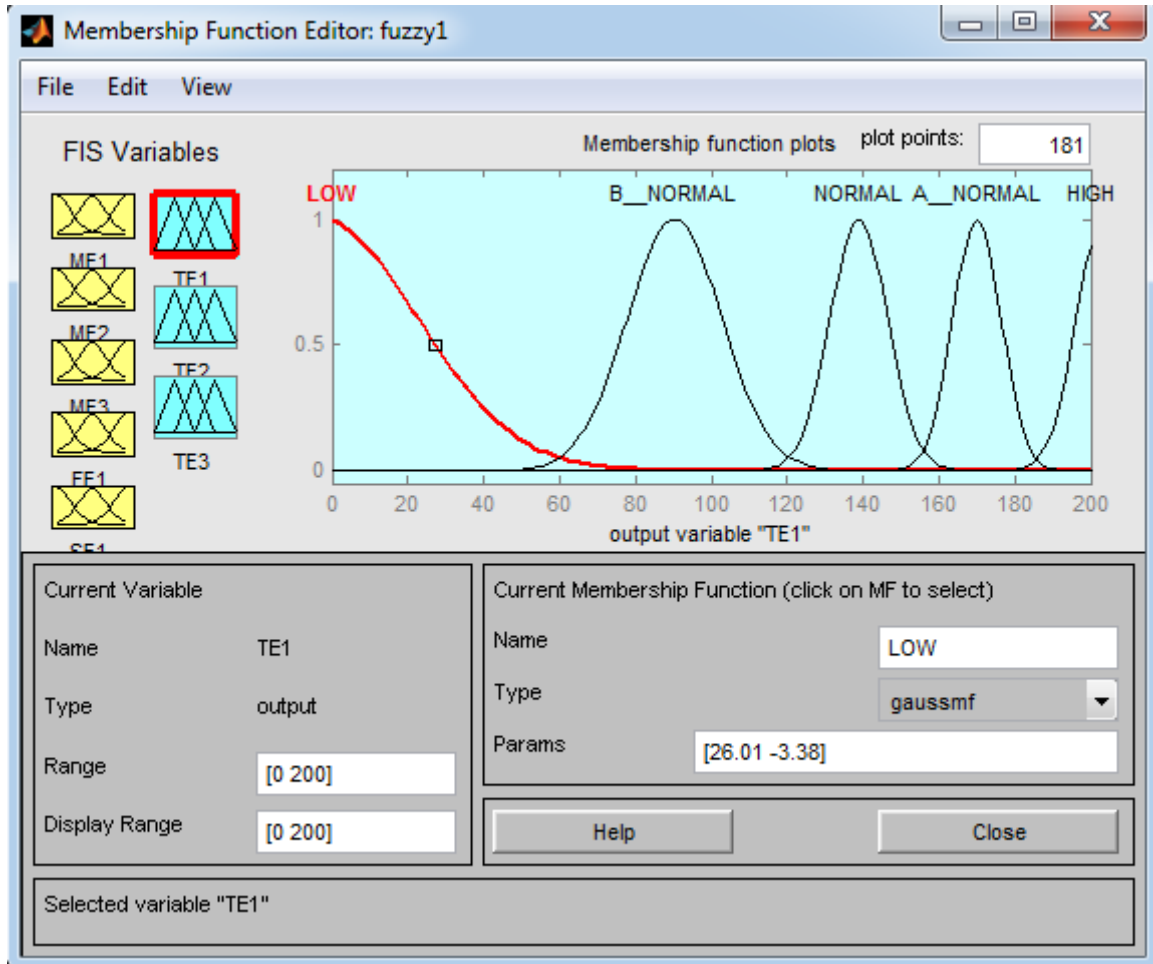 Membership Function Editor: fuzzy1
File Edit View
FIS Variables
Membership function plots plot points: 181
LOW B__NORMAL NORMAL A__NORMAL HIGH
ME1
TE1
ME2
TE2
ME3
TE3
1
0.5
0
0 20 40 60 80 100 120 140 160 180 200
output variable "TE1"
Current Variable
Name TE1
Type output
Range [0 200]
Display Range [0 200]
Current Membership Function (click on MF to select)
Name LOW
Type gaussmf
Params [26.01 -3.38]
Help Close
Selected variable "TE1"